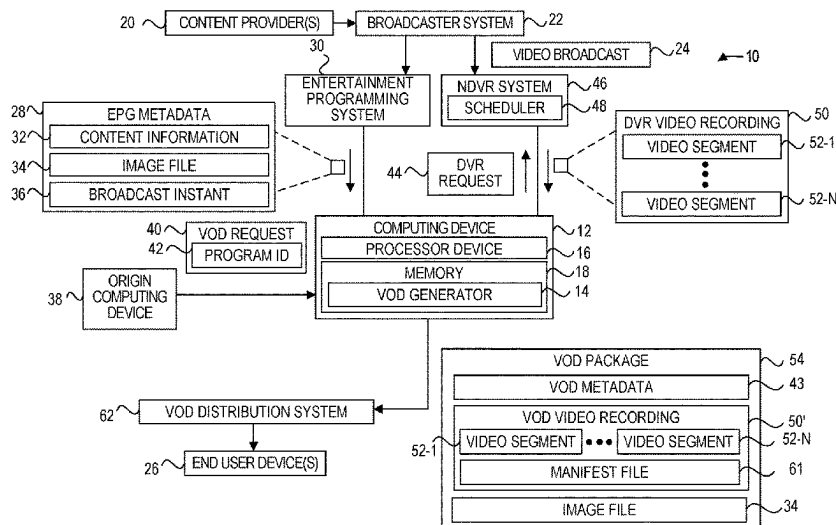 20 CONTENT PROVIDER(S) BROADCASTER SYSTEM 22
VIDEO BROADCAST 24
10
30
ENTERTAINMENT
PROGRAMMING
SYSTEM
NDVR SYSTEM 46
SCHEDULER 48
28 EPG METADATA
32 CONTENT INFORMATION
34 IMAGE FILE
36 BROADCAST INSTANT
44 DVR
REQUEST
DVR VIDEO RECORDING 50
VIDEO SEGMENT 52-1
VIDEO SEGMENT 52-N
40 VOD REQUEST
42 PROGRAM ID
COMPUTING DEVICE 12
PROCESSOR DEVICE 16
MEMORY 18
VOD GENERATOR 14
38 ORIGIN
COMPUTING
DEVICE
VOD PACKAGE 54
VOD METADATA 43
VOD VIDEO RECORDING 50'
52-1 VIDEO SEGMENT VIDEO SEGMENT 52-N
MANIFEST FILE 61
IMAGE FILE 34
62 VOD DISTRIBUTION SYSTEM
26 END USER DEVICE(S)